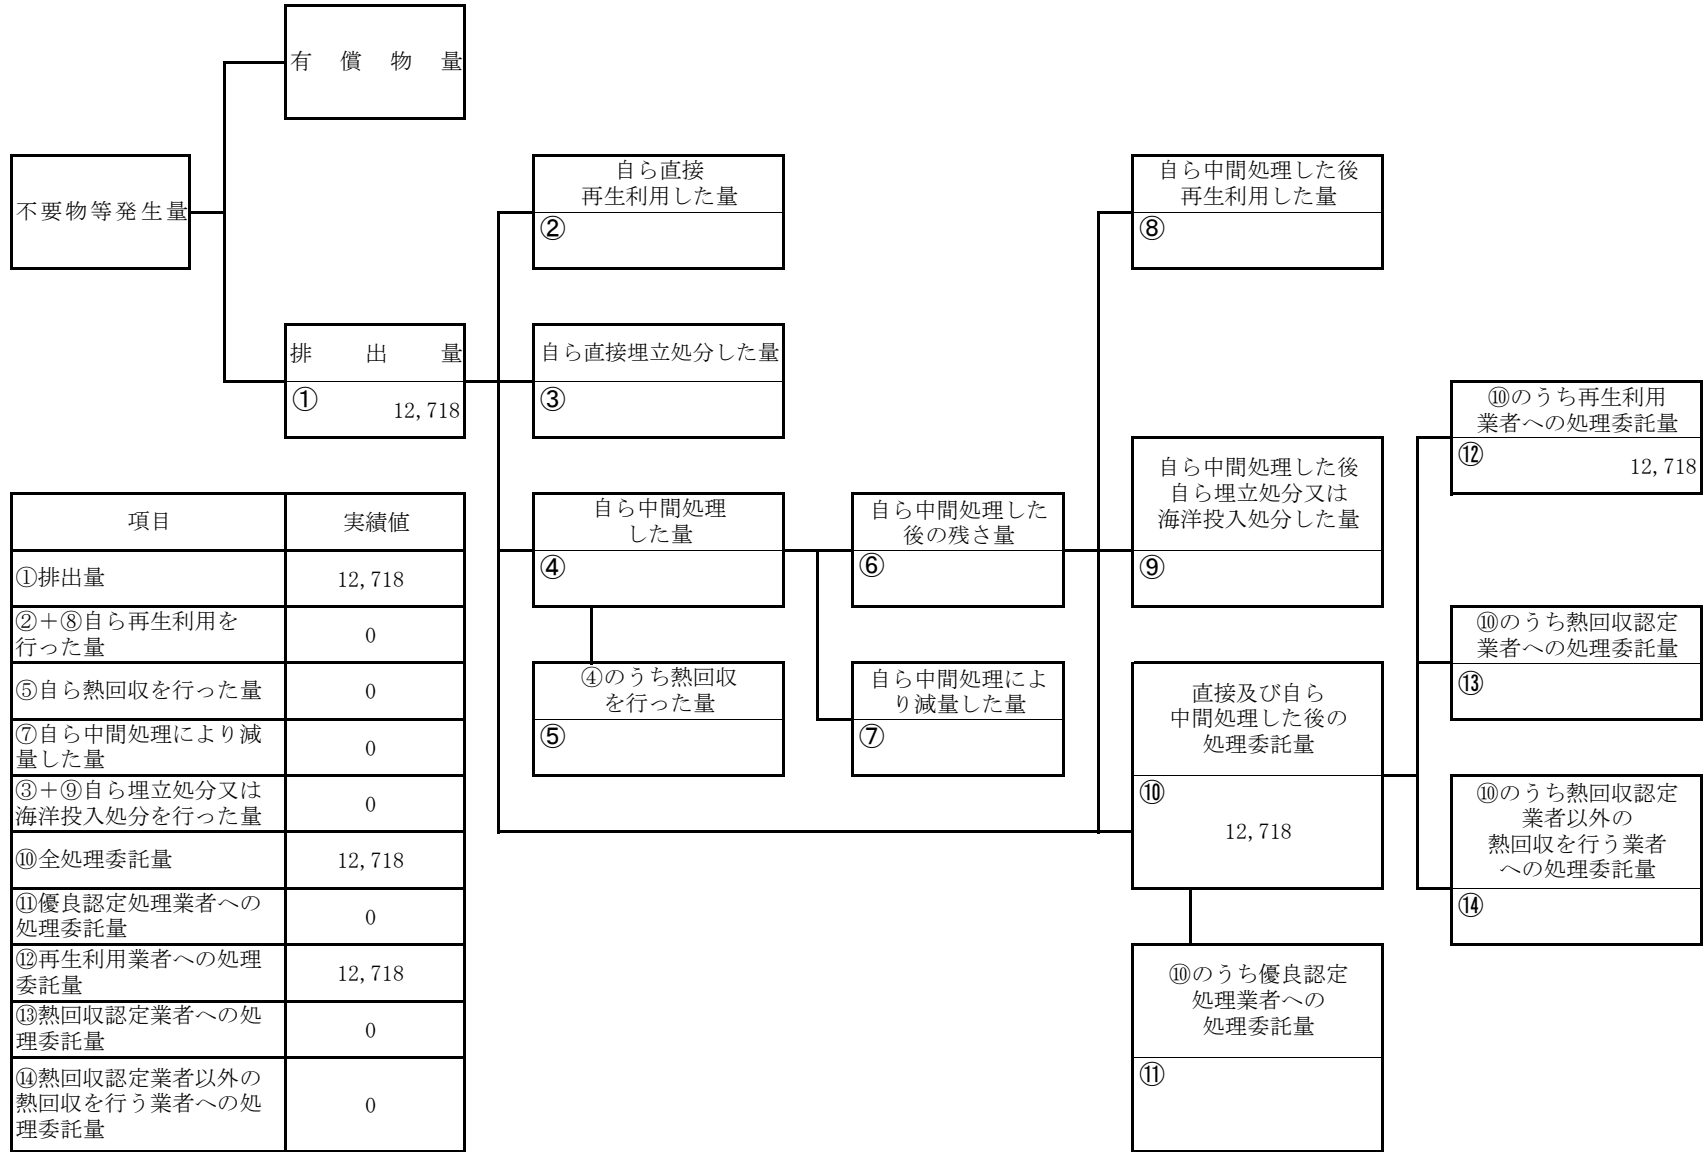 有償物量
不要物等発生量
自ら直接
再生利用した量
②
自ら中間処理した後
再生利用した量
⑧
排出量
①
12,718
自ら直接埋立処分した量
③
⑩のうち再生利用
業者への処理委託量
⑫
12,718
自ら中間処理した後
自ら埋立処分又は
海洋投入処分した量
⑨
自ら中間処理
した量
④
自ら中間処理した
後の残さ量
⑥
⑩のうち熱回収認定
業者への処理委託量
⑬
④のうち熱回収
を行った量
⑤
自ら中間処理によ
り減量した量
⑦
直接及び自ら
中間処理した後の
処理委託量
⑩
12,718
⑩のうち熱回収認定
業者以外の
熱回収を行う業者
への処理委託量
⑭
⑩のうち優良認定
処理業者への
処理委託量
⑪
項目 実績値
①排出量 12,718
②＋⑧自ら再生利用を
行った量
0
⑤自ら熱回収を行った量 0
⑦自ら中間処理により減
量した量
0
③＋⑨自ら埋立処分又は
海洋投入処分を行った量
0
⑩全処理委託量 12,718
⑪優良認定処理業者への
処理委託量
0
⑫再生利用業者への処理
委託量
12,718
⑬熱回収認定業者への処
理委託量
0
⑭熱回収認定業者以外の
熱回収を行う業者への処
理委託量
0